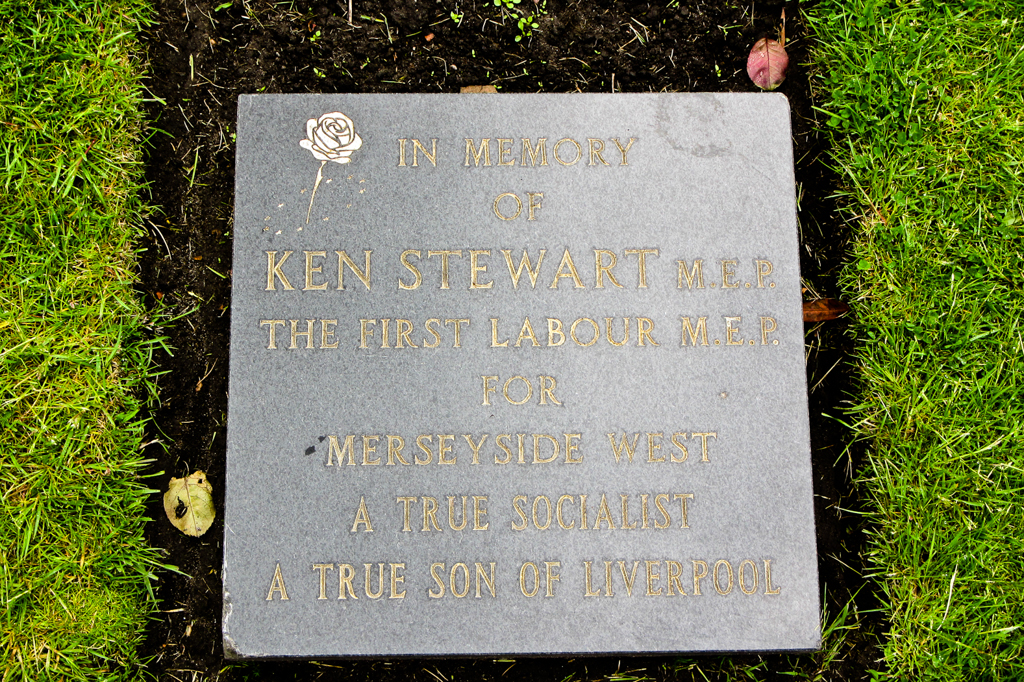 IN MEMORY
OF
KEN STEWART M.E.P.
THE FIRST LABOUR M.E.P.
FOR
MERSEYSIDE WEST
A TRUE SOCIALIST
A TRUE SON OF LIVERPOOL